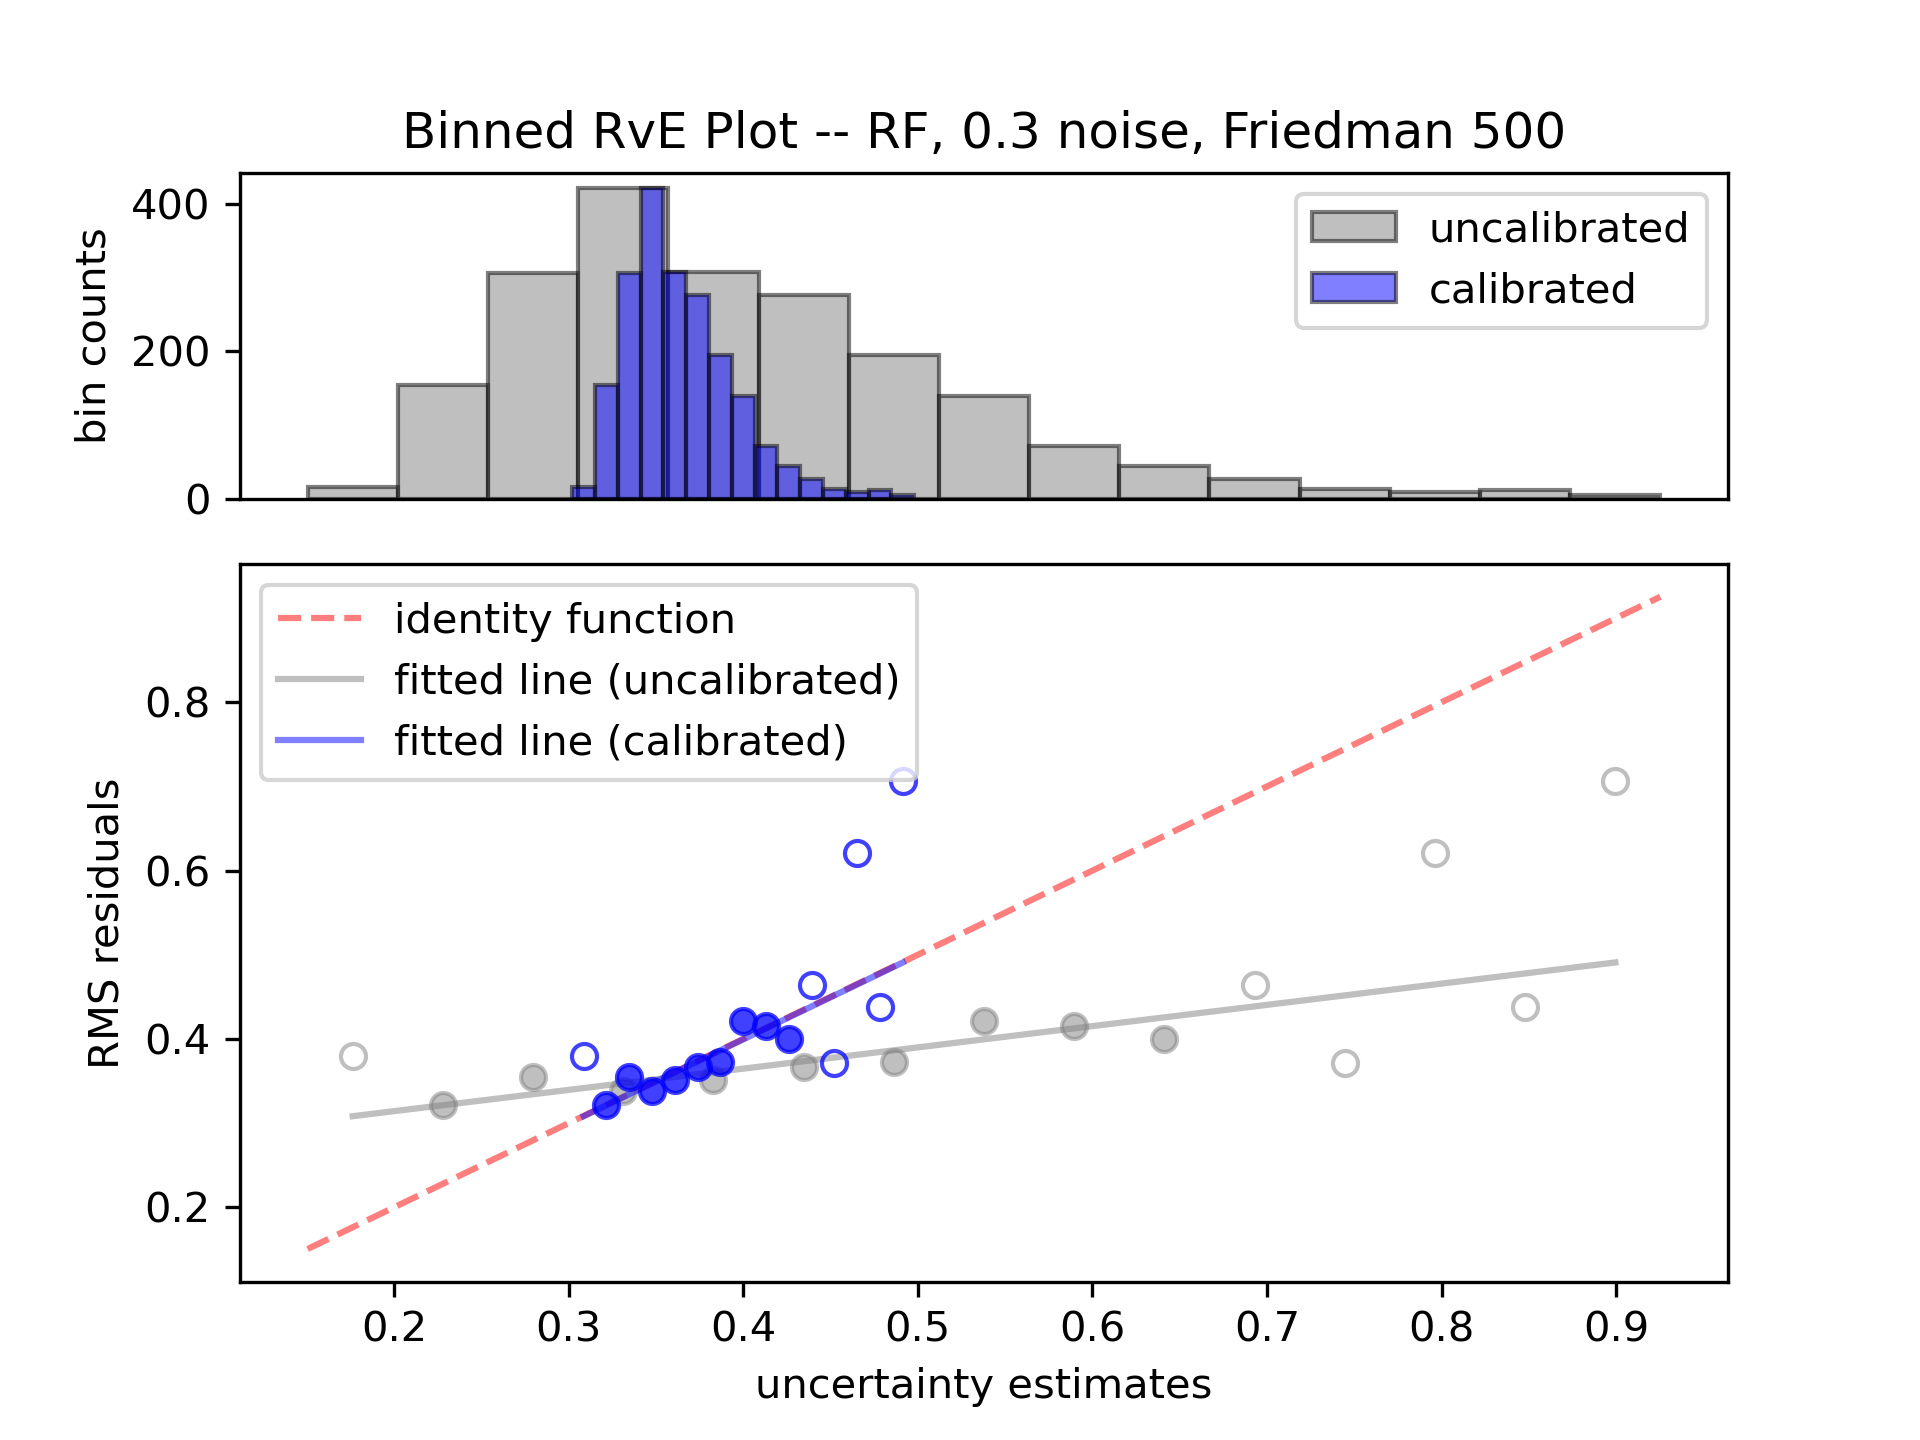 Binned RvE Plot -- RF, 0.3 noise, Friedman 500
bin counts
400
200
0
uncalibrated
calibrated
identity function
fitted line (uncalibrated)
fitted line (calibrated)
RMS residuals
0.8
0.6
0.4
0.2
0.2 0.3 0.4 0.5 0.6 0.7 0.8 0.9
uncertainty estimates